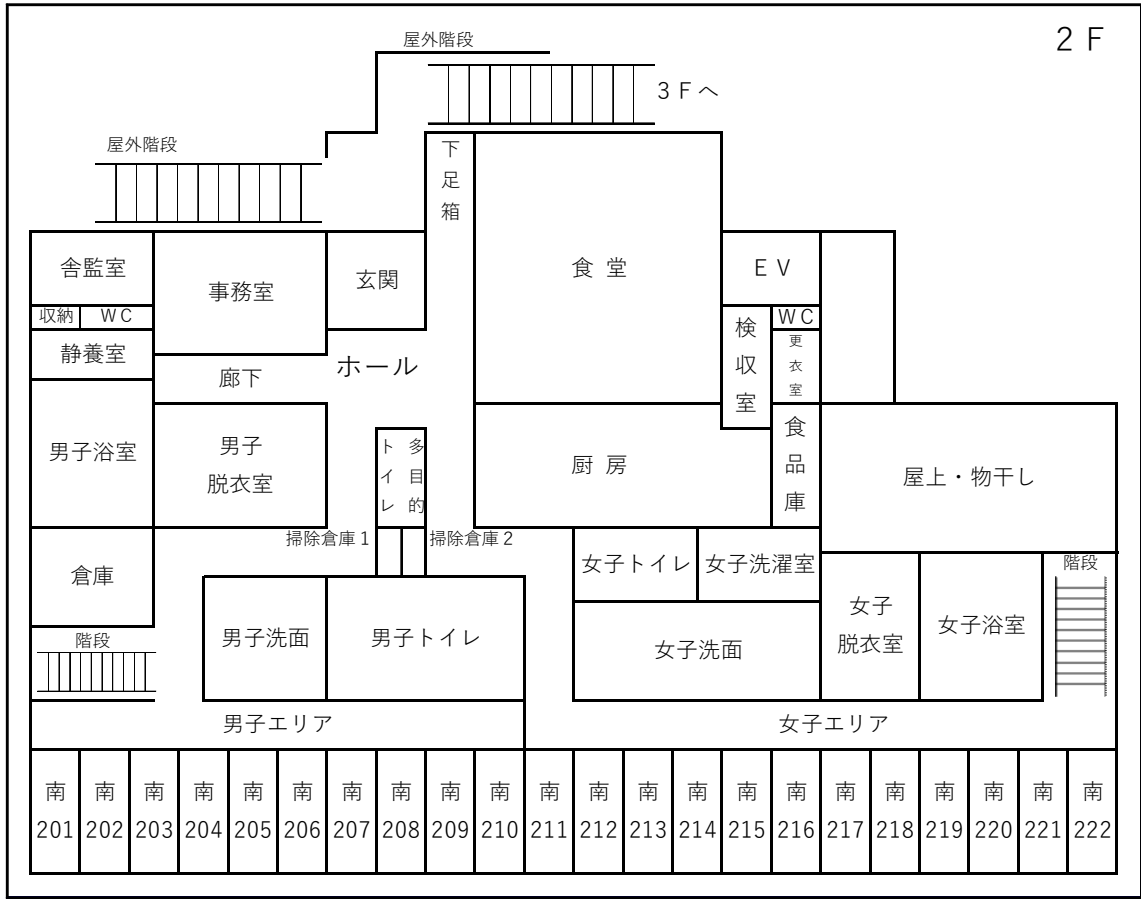 屋外階段
2F
3Fへ
屋外階段
下足箱
舎監室
事務室
玄関
食堂
EV
収納
WC
検収室
WC
静養室
更衣室
ホール
廊下
男子浴室
男子
脱衣室
多目的
トイレ
厨房
食品庫
屋上・物干し
掃除倉庫1
掃除倉庫2
倉庫
女子トイレ
女子洗濯室
階段
男子洗面
男子トイレ
女子洗面
女子
脱衣室
女子浴室
階段
男子エリア
女子エリア
南 南 南 南 南 南 南 南 南 南 南 南 南 南 南 南 南 南 南 南 南 南
201 202 203 204 205 206 207 208 209 210 211 212 213 214 215 216 217 218 219 220 221 222